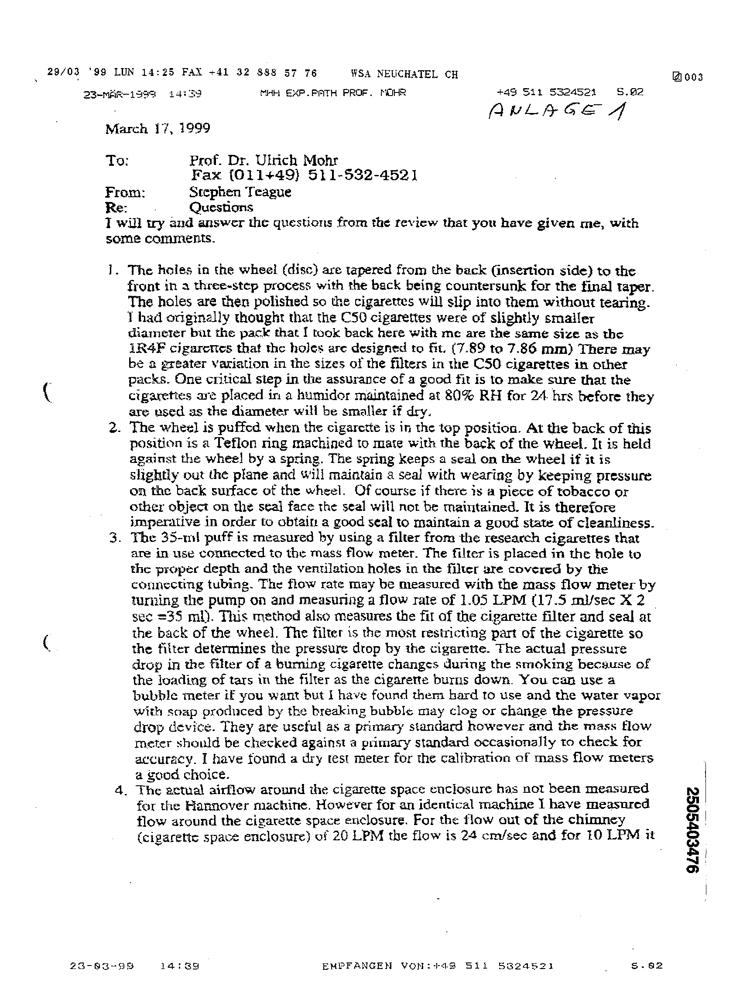 29/03 '99 LUN 14:25 FAX +41 32 888 57 76 WSA NEUCHATEL CH 003
23-MAR-1999 14:39 MHH EXP.PATH PROF. MOHR +49 511 5324521 S.02
ANLAGE 1
March 17, 1999
To: Prof. Dr. Ulrich Mohr
Fax (011+49) 511-532-4521
From: Stephen Teague
Re: Questions
I will try and answer the questions from the review that you have given me, with
some comments.
1. The holes in the wheel (disc) are tapered from the back (insertion side) to the
front in a three-step process with the back being countersunk for the final taper.
The holes are then polished so the cigarettes will slip into them without tearing.
I had originally thought that the C50 cigarettes were of slightly smaller
diameter but the pack that I took back here with me are the same size as the
1R4F cigarettes that the holes are designed to fit. (7.89 to 7.86 mm) There may
be a greater variation in the sizes of the filters in the C50 cigarettes in other
packs. One critical step in the assurance of a good fit is to make sure that the
cigarettes are placed in a humidor maintained at 80% RH for 24 hrs before they
are used as the diameter will be smaller if dry.
2. The wheel is puffed when the cigarette is in the top position. At the back of this
position is a Teflon ring machined to mate with the back of the wheel. It is held
against the wheel by a spring. The spring keeps a seal on the wheel if it is
slightly out the plane and will maintain a seal with wearing by keeping pressure
on the back surface of the wheel. Of course if there is a piece of tobacco or
other object on the seal face the seal will not be maintained. It is therefore
imperative in order to obtain a good seal to maintain a good state of cleanliness.
3. The 35-ml puff is measured by using a filter from the research cigarettes that
are in use connected to the mass flow meter. The filter is placed in the hole to
the proper depth and the ventilation holes in the filter are covered by the
connecting tubing. The flow rate may be measured with the mass flow meter by
turning the pump on and measuring a flow rate of 1.05 LPM (17.5 ml/sec X 2
sec =35 ml). This method also measures the fit of the cigarette filter and seal at
the back of the wheel. The filter is the most restricting part of the cigarette so
the filter determines the pressure drop by the cigarette. The actual pressure
drop in the filter of a burning cigarette changes during the smoking because of
the loading of tars in the filter as the cigarette burns down. You can use a
bubble meter if you want but I have found them hard to use and the water vapor
with soap produced by the breaking bubble may clog or change the pressure
drop device. They are useful as a primary standard however and the mass flow
meter should be checked against a primary standard occasionally to check for
accuracy. I have found a dry test meter for the calibration of mass flow meters
a good choice.
4. The actual airflow around the cigarette space enclosure has not been measured
for the Hannover machine. However for an identical machine I have measured
flow around the cigarette space enclosure. For the flow out of the chimney
(cigarette space enclosure) of 20 LPM the flow is 24 cm/sec and for 10 LPM it
2505403476
23-03-99 14:39 EMPFANGEN VON:+49 511 5324521 S.02